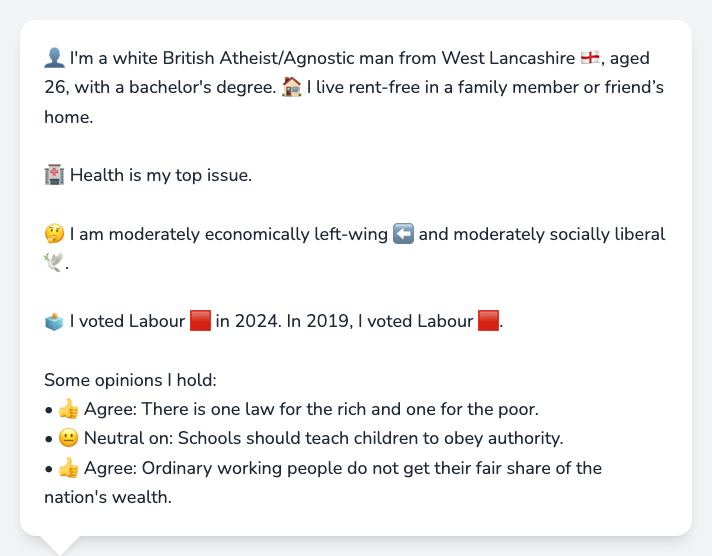 👤 I'm a white British Atheist/Agnostic man from West Lancashire 🏴󠁧󠁢󠁥󠁮󠁧󠁿, aged
26, with a bachelor's degree. 🏠 I live rent-free in a family member or friend’s
home.
🏥 Health is my top issue.
🤔 I am moderately economically left-wing ⬅️ and moderately socially liberal
🕊️.
🗳️ I voted Labour 🟥 in 2024. In 2019, I voted Labour 🟥.
Some opinions I hold:
• 👍 Agree: There is one law for the rich and one for the poor.
• 😐 Neutral on: Schools should teach children to obey authority.
• 👍 Agree: Ordinary working people do not get their fair share of the
nation's wealth.